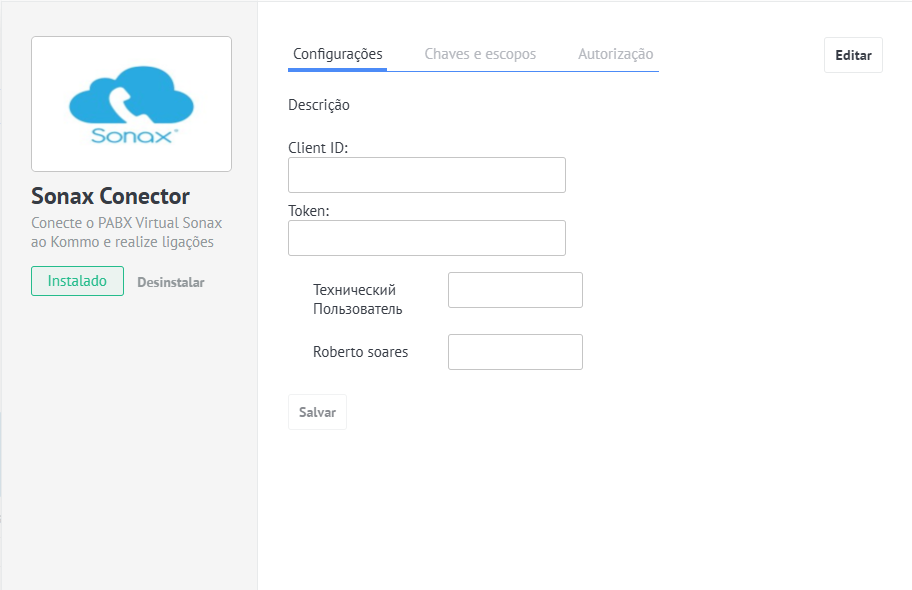 Sonax
Sonax Conector
Conecte o PABX Virtual Sonax
ao Kommo e realize ligações
Instalado
Desinstalar
Configurações
Chaves e escopos
Autorização
Editar
Descrição
Client ID:
Token:
Технический
Пользователь
Roberto soares
Salvar